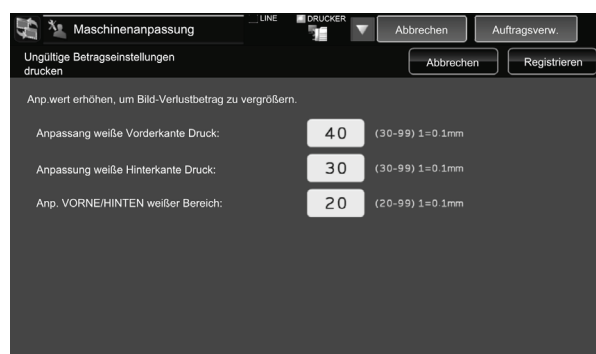 Maschinenanpassung
LINE
DRUCKER
Abbrechen
Auftragsverw.
Ungültige Betragseinstellungen
drucken
Abbrechen
Registrieren
Anp.wert erhöhen, um Bild-Verlustbetrag zu vergrößern.
Anpassang weiße Vorderkante Druck:
40
(30-99) 1=0.1mm
Anpassung weiße Hinterkante Druck:
30
(30-99) 1=0.1mm
Anp. VORNE/HINTEN weißer Bereich:
20
(20-99) 1=0.1mm